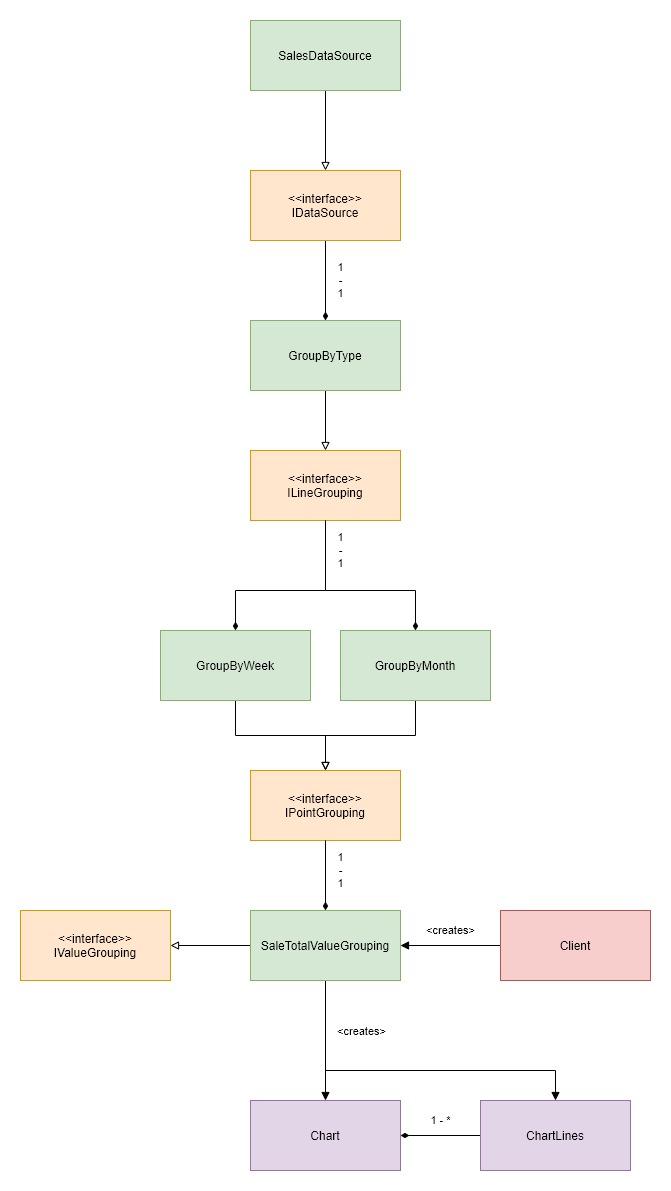 SalesDataSource
<<interface>>
IDataSource
1
-
1
GroupByType
<<interface>>
ILineGrouping
1
-
1
GroupByWeek
GroupByMonth
<<interface>>
IPointGrouping
1
-
1
<<interface>>
IValueGrouping
SaleTotalValueGrouping
<creates>
Client
<creates>
Chart
1 - *
ChartLines